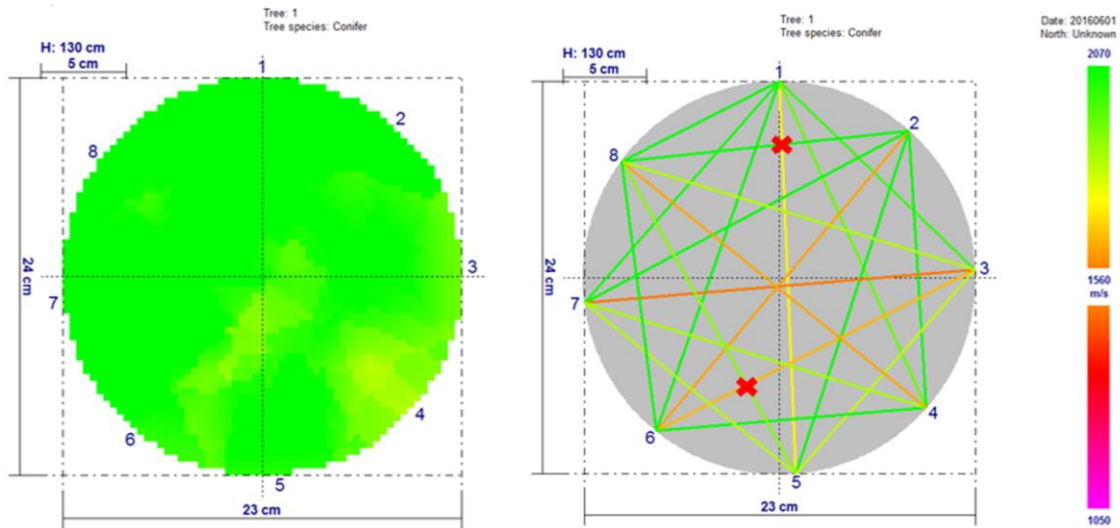 Tree: 1
Tree species: Conifer
H: 130 cm
5 cm
1
2
8
3
24 cm
7
4
6
5
23 cm
Tree: 1
Tree species: Conifer
H: 130 cm
5 cm
1
2
8
3
24 cm
7
4
6
5
23 cm
Date: 20160601
North: Unknown
2070
1560
m/s
1050